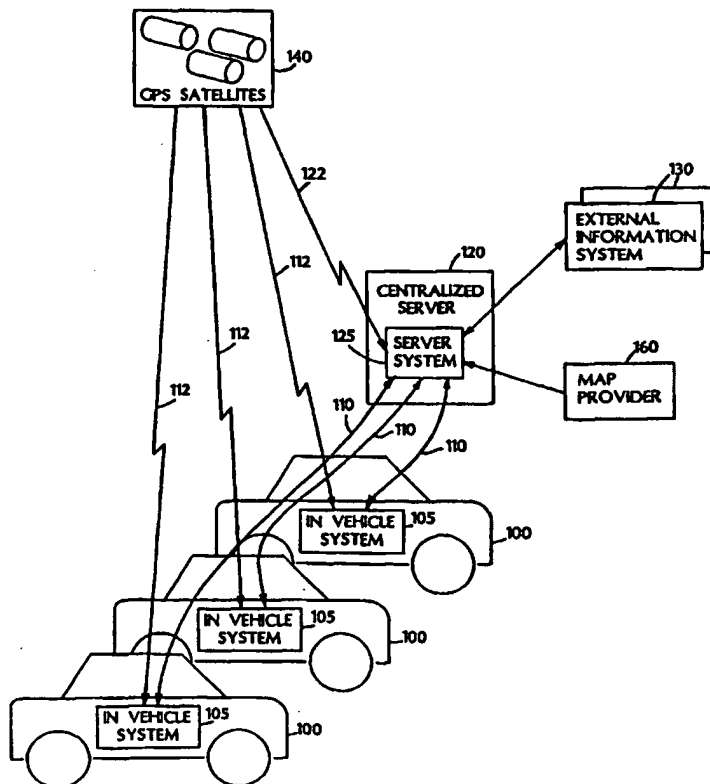 140
GPS SATELLITES
122
130
EXTERNAL
INFORMATION
SYSTEM
112
120
CENTRALIZED
SERVER
125
SERVER
SYSTEM
160
MAP
PROVIDER
112
112
110
110
110
IN VEHICLE
SYSTEM
105
100
IN VEHICLE
SYSTEM
105
100
IN VEHICLE
SYSTEM
105
100